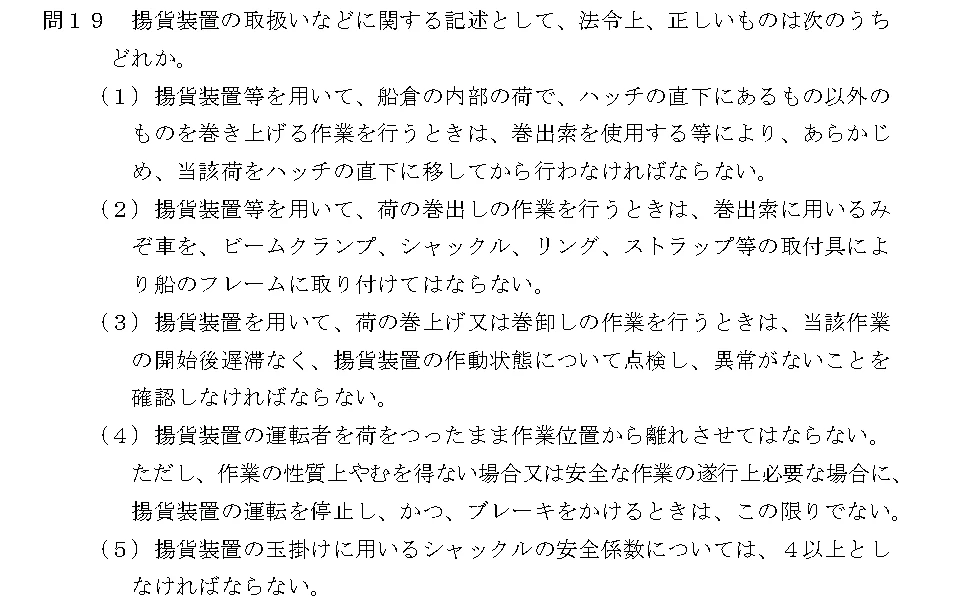 問１９　揚貨装置の取扱いなどに関する記述として、法令上、正しいものは次のうち
どれか。
（１）揚貨装置等を用いて、船倉の内部の荷で、ハッチの直下にあるもの以外の
ものを巻き上げる作業を行うときは、巻出索を使用する等により、あらかじ
め、当該荷をハッチの直下に移してから行わなければならない。
（２）揚貨装置等を用いて、荷の巻出しの作業を行うときは、巻出索に用いるみ
ぞ車を、ビームクランプ、シャックル、リング、ストラップ等の取付具によ
り船のフレームに取り付けてはならない。
（３）揚貨装置を用いて、荷の巻上げ又は巻卸しの作業を行うときは、当該作業
の開始後遅滞なく、揚貨装置の作動状態について点検し、異常がないことを
確認しなければならない。
（４）揚貨装置の運転者を荷をつったまま作業位置から離れさせてはならない。
ただし、作業の性質上やむを得ない場合又は安全な作業の遂行上必要な場合に、
揚貨装置の運転を停止し、かつ、ブレーキをかけるときは、この限りでない。
（５）揚貨装置の玉掛けに用いるシャックルの安全係数については、４以上とし
なければならない。